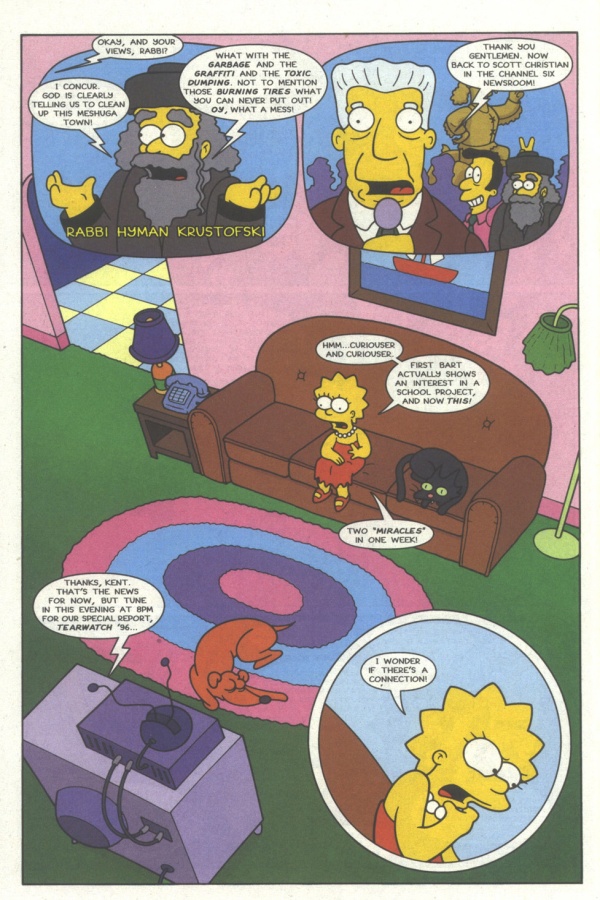 OKAY, AND YOUR
VIEWS, RABBI?
I CONCUR.
GOD IS CLEARLY
TELLING US TO CLEAN
UP THIS MESHUGA
TOWN!
WHAT WITH THE
GARBAGE AND THE
GRAFFITI AND THE TOXIC
DUMPING. NOT TO MENTION
THOSE BURNING TIRES WHAT
YOU CAN NEVER PUT OUT!
OY, WHAT A MESS!
RABBI HYMAN KRUSTOFSKI
THANK YOU
GENTLEMEN. NOW
BACK TO SCOTT CHRISTIAN
IN THE CHANNEL SIX
NEWSROOM!
HMM...CURIOUSER
AND CURIOUSER.
FIRST BART
ACTUALLY SHOWS
AN INTEREST IN A
SCHOOL PROJECT,
AND NOW THIS!
TWO "MIRACLES"
IN ONE WEEK!
THANKS, KENT.
THAT'S THE NEWS
FOR NOW, BUT TUNE
IN THIS EVENING AT 8PM
FOR OUR SPECIAL REPORT,
TEARWATCH '96...
I WONDER
IF THERE'S A
CONNECTION!